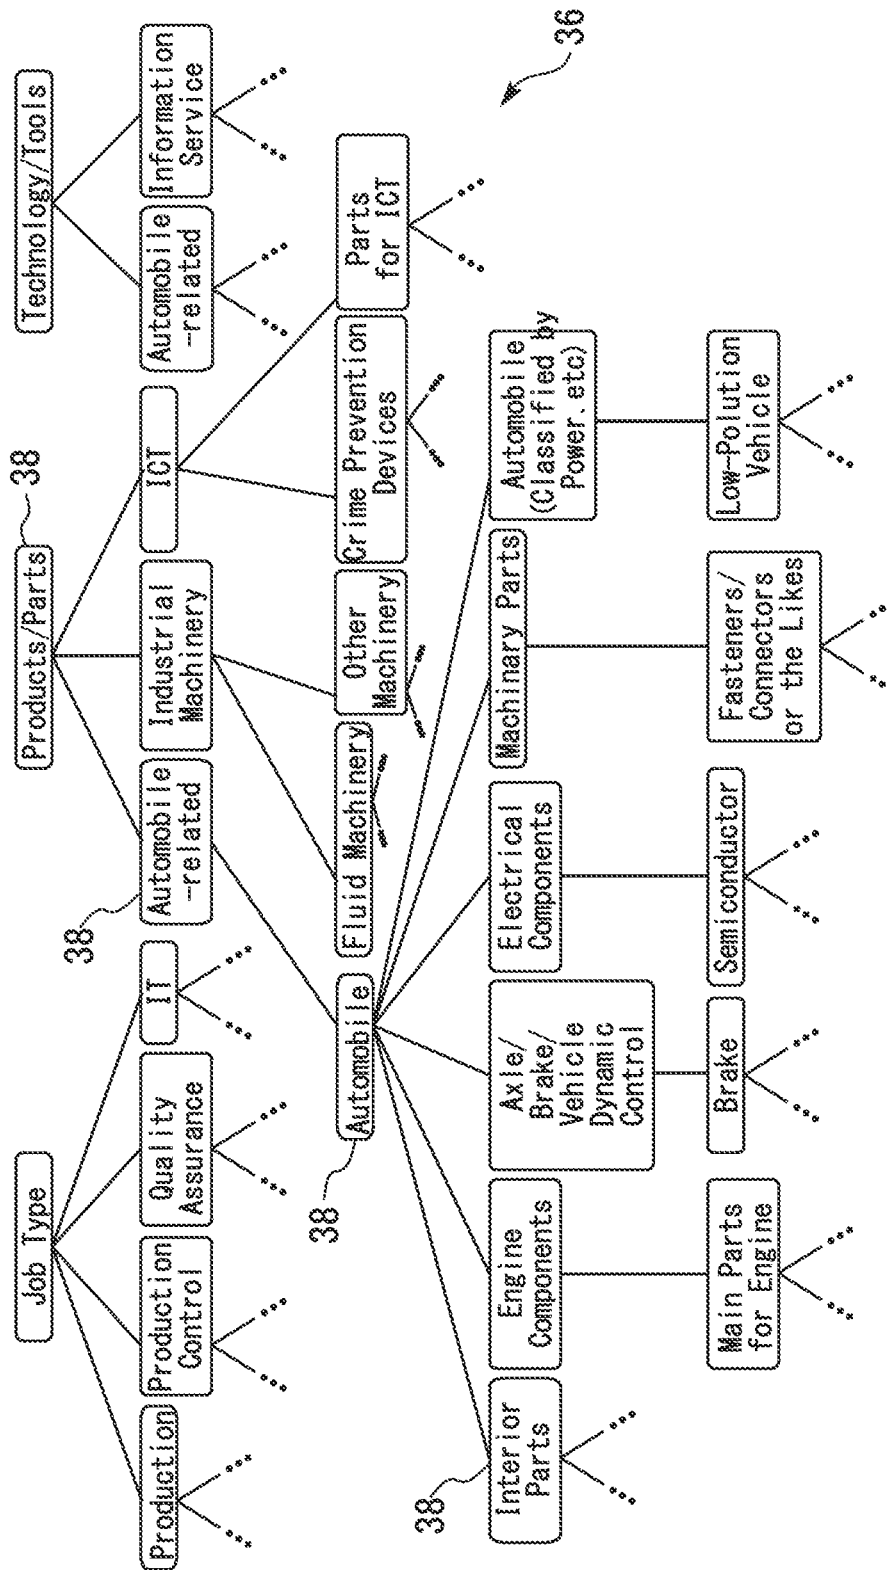 Job Type
Products/Parts
38
Technology/Tools
Production
Production
Control
Quality
Assurance
IT
38
Automobile
-related
Industrial
Machinery
ICT
Automobile
-related
Information
Service
38
Automobile
Fluid Machinery
Other
Machinery
Crime Prevention
Devices
Parts
for ICT
36
38
Interior
Parts
Engine
Components
Axle/
Brake/
Vehicle
Dynamic
Control
Electrical
Components
Machinary Parts
Automobile
(Classified by
Power.etc)
Main Parts
for Engine
Brake
Semiconductor
Fasteners/
Connectors
or the Likes
Low-Polution
Vehicle